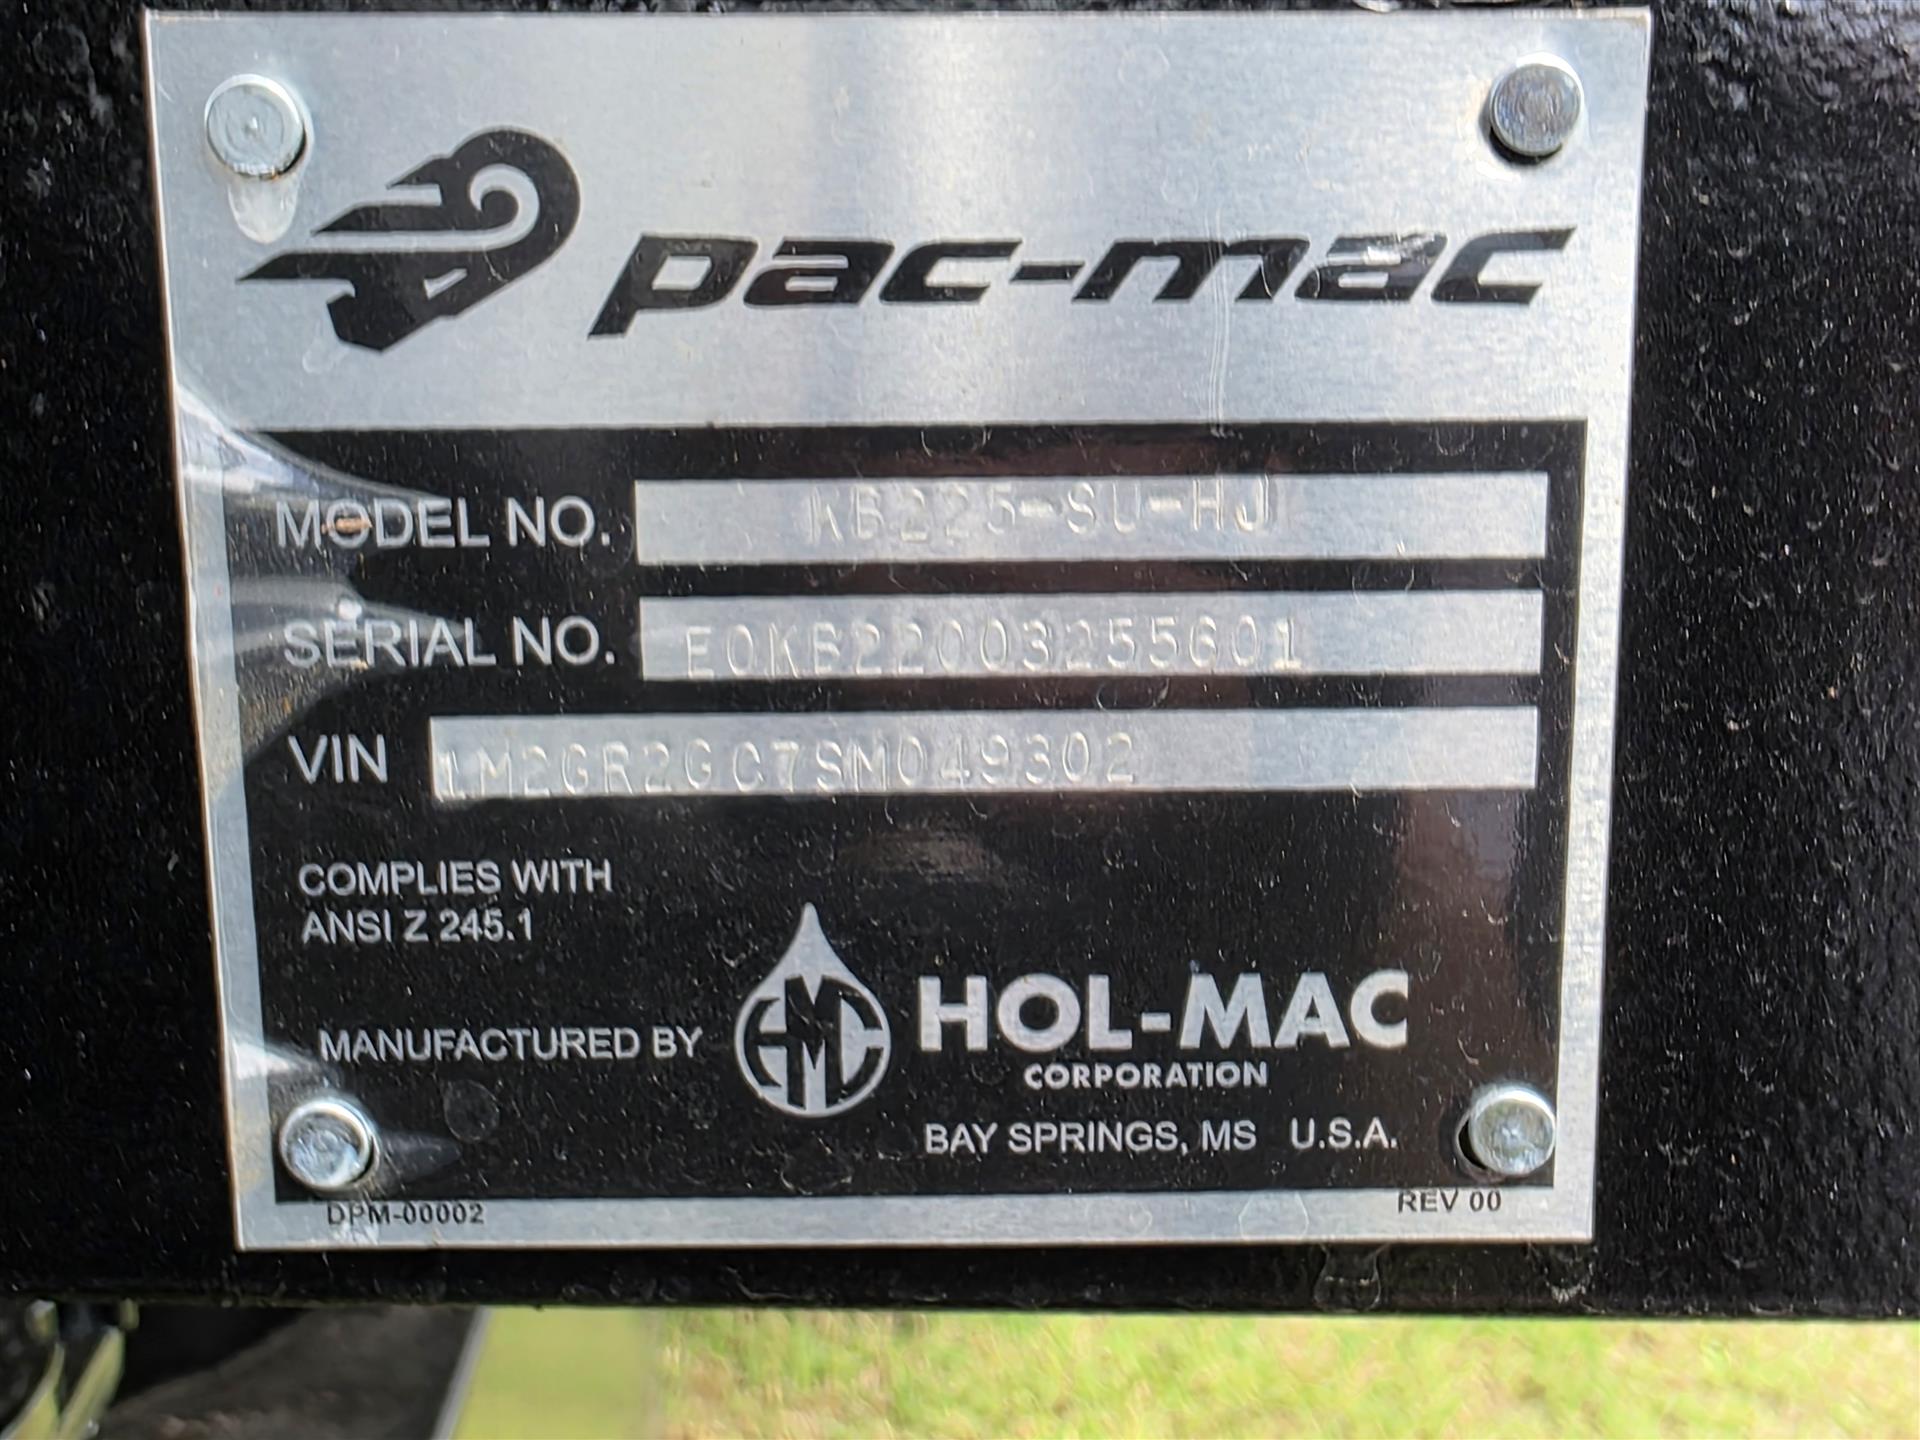 pac-mac
MODEL NO. KB225-SU-HJ
SERIAL NO. E0KB22003255601
VIN 1M2GR2GC7SM049302
COMPLIES WITH
ANSI Z 245.1
MANUFACTURED BY HMC HOL-MAC
CORPORATION
BAY SPRINGS, MS U.S.A.
DPM-00002 REV 00